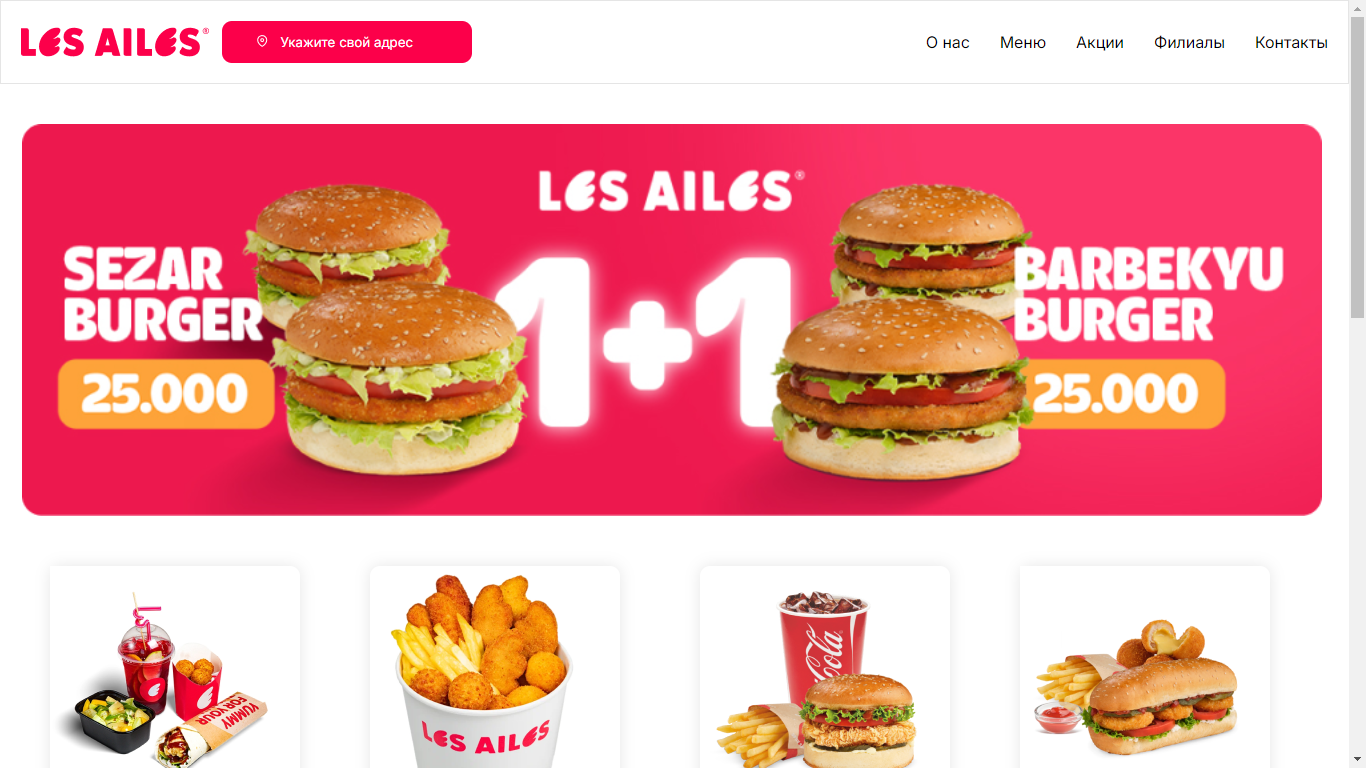 LES AILES®
Укажите свой адрес
О нас
Меню
Акции
Филиалы
Контакты
LES AILES®
SEZAR
BURGER
25.000
1+1
BARBEKYU
BURGER
25.000
YUMMY
FOR YOUR
LES AILES
Coca-Cola